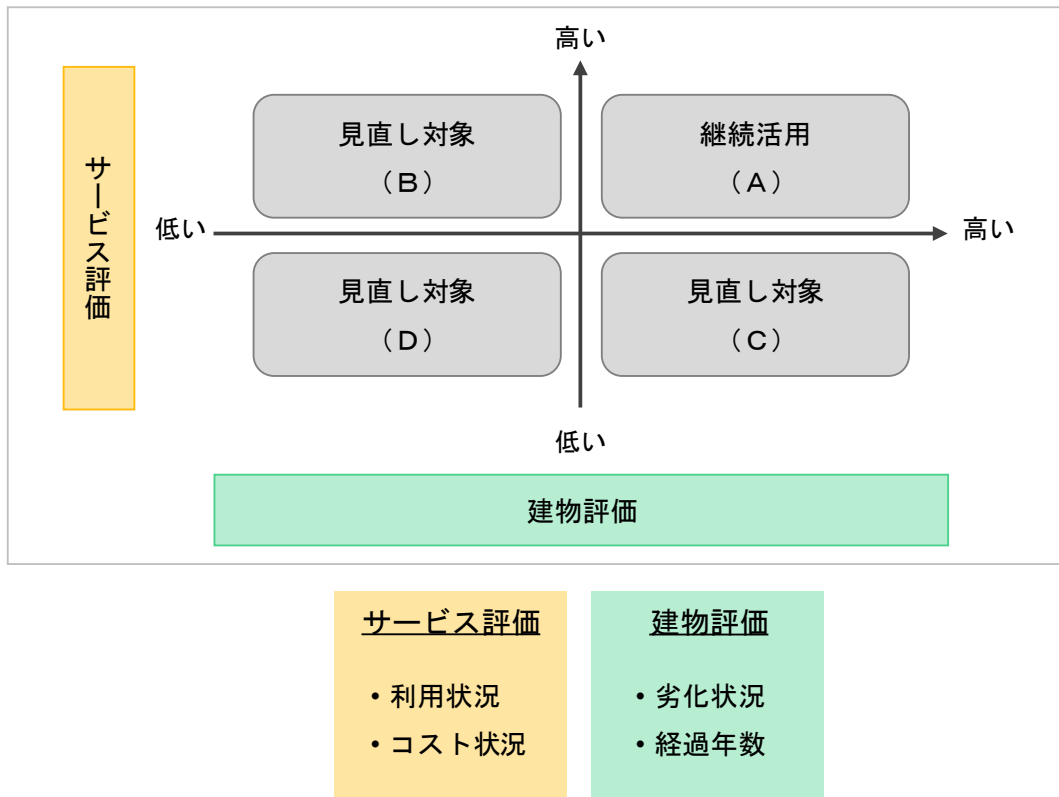 高い
サービス評価
見直し対象
（B）
継続活用
（A）
低い
高い
見直し対象
（D）
見直し対象
（C）
低い
建物評価
サービス評価
・利用状況
・コスト状況
建物評価
・劣化状況
・経過年数